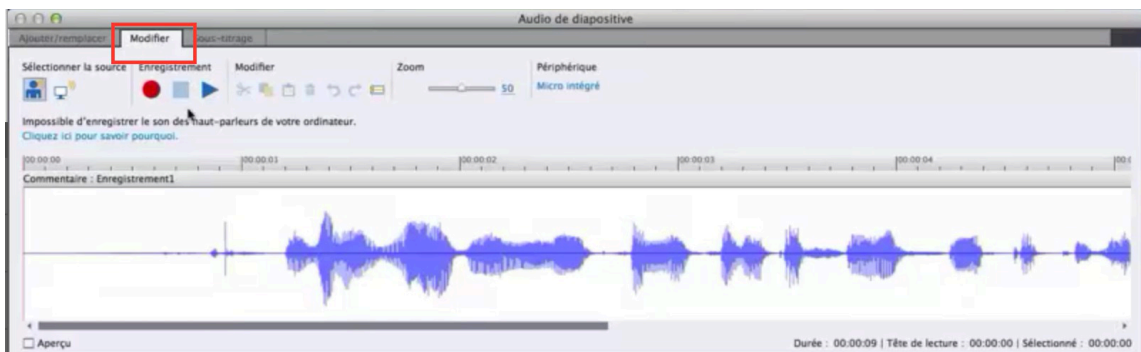 Audio de diapositive
Ajouter/remplacer Modifier Sous-titrage
Sélectionner la source Enregistrement Modifier Zoom Périphérique
50 Micro intégré
Impossible d'enregistrer le son des haut-parleurs de votre ordinateur.
Cliquez ici pour savoir pourquoi.
00:00:00 00:00:01 00:00:02 00:00:03 00:00:04
Commentaire : Enregistrement1
Aperçu Durée : 00:00:09 | Tête de lecture : 00:00:00 | Sélectionné : 00:00:00